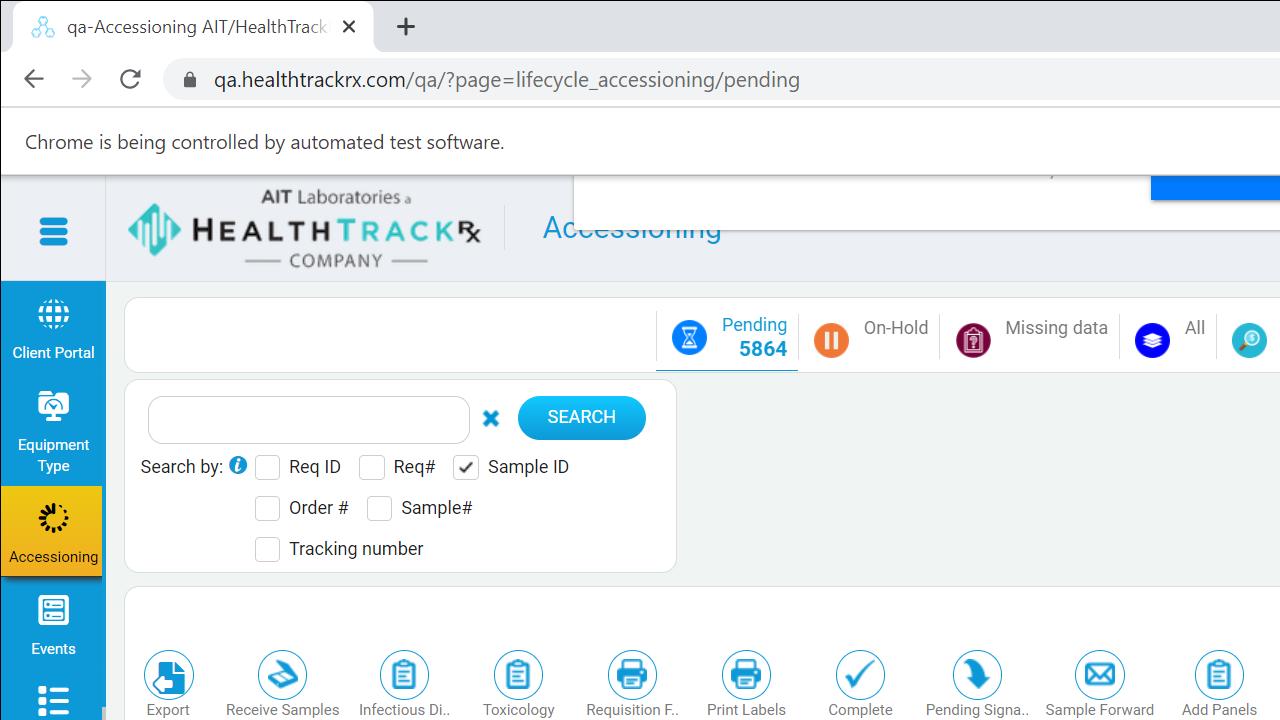 qa-Accessioning AIT/HealthTrack
qa.healthtrackrx.com/qa/?page=lifecycle_accessioning/pending
Chrome is being controlled by automated test software.
AIT Laboratories a
HEALTHTRACKRx
COMPANY
Accessioning
Client Portal
Equipment
Type
Accessioning
Events
Pending
5864
On-Hold
Missing data
All
SEARCH
Search by:
Req ID
Req#
Sample ID
Order #
Sample#
Tracking number
Export
Receive Samples
Infectious Di..
Toxicology
Requisition F..
Print Labels
Complete
Pending Signa..
Sample Forward
Add Panels